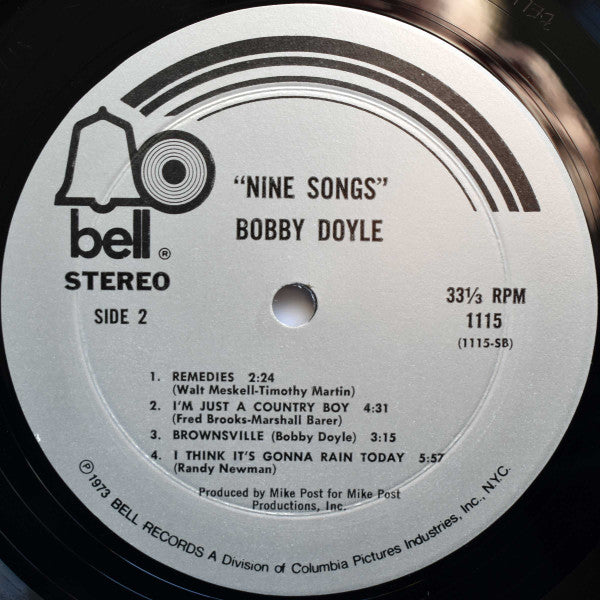 "NINE SONGS"
BOBBY DOYLE
bell®
STEREO
SIDE 2
33⅓ RPM
1115
(1115-SB)
1. REMEDIES 2:24
(Walt Meskell-Timothy Martin)
2. I'M JUST A COUNTRY BOY 4:31
(Fred Brooks-Marshall Barer)
3. BROWNSVILLE (Bobby Doyle) 3:15
4. I THINK IT'S GONNA RAIN TODAY 5:57
(Randy Newman)
Produced by Mike Post for Mike Post
Productions, Inc.
℗ 1973 BELL RECORDS A Division of Columbia Pictures Industries, Inc., N.Y.C.